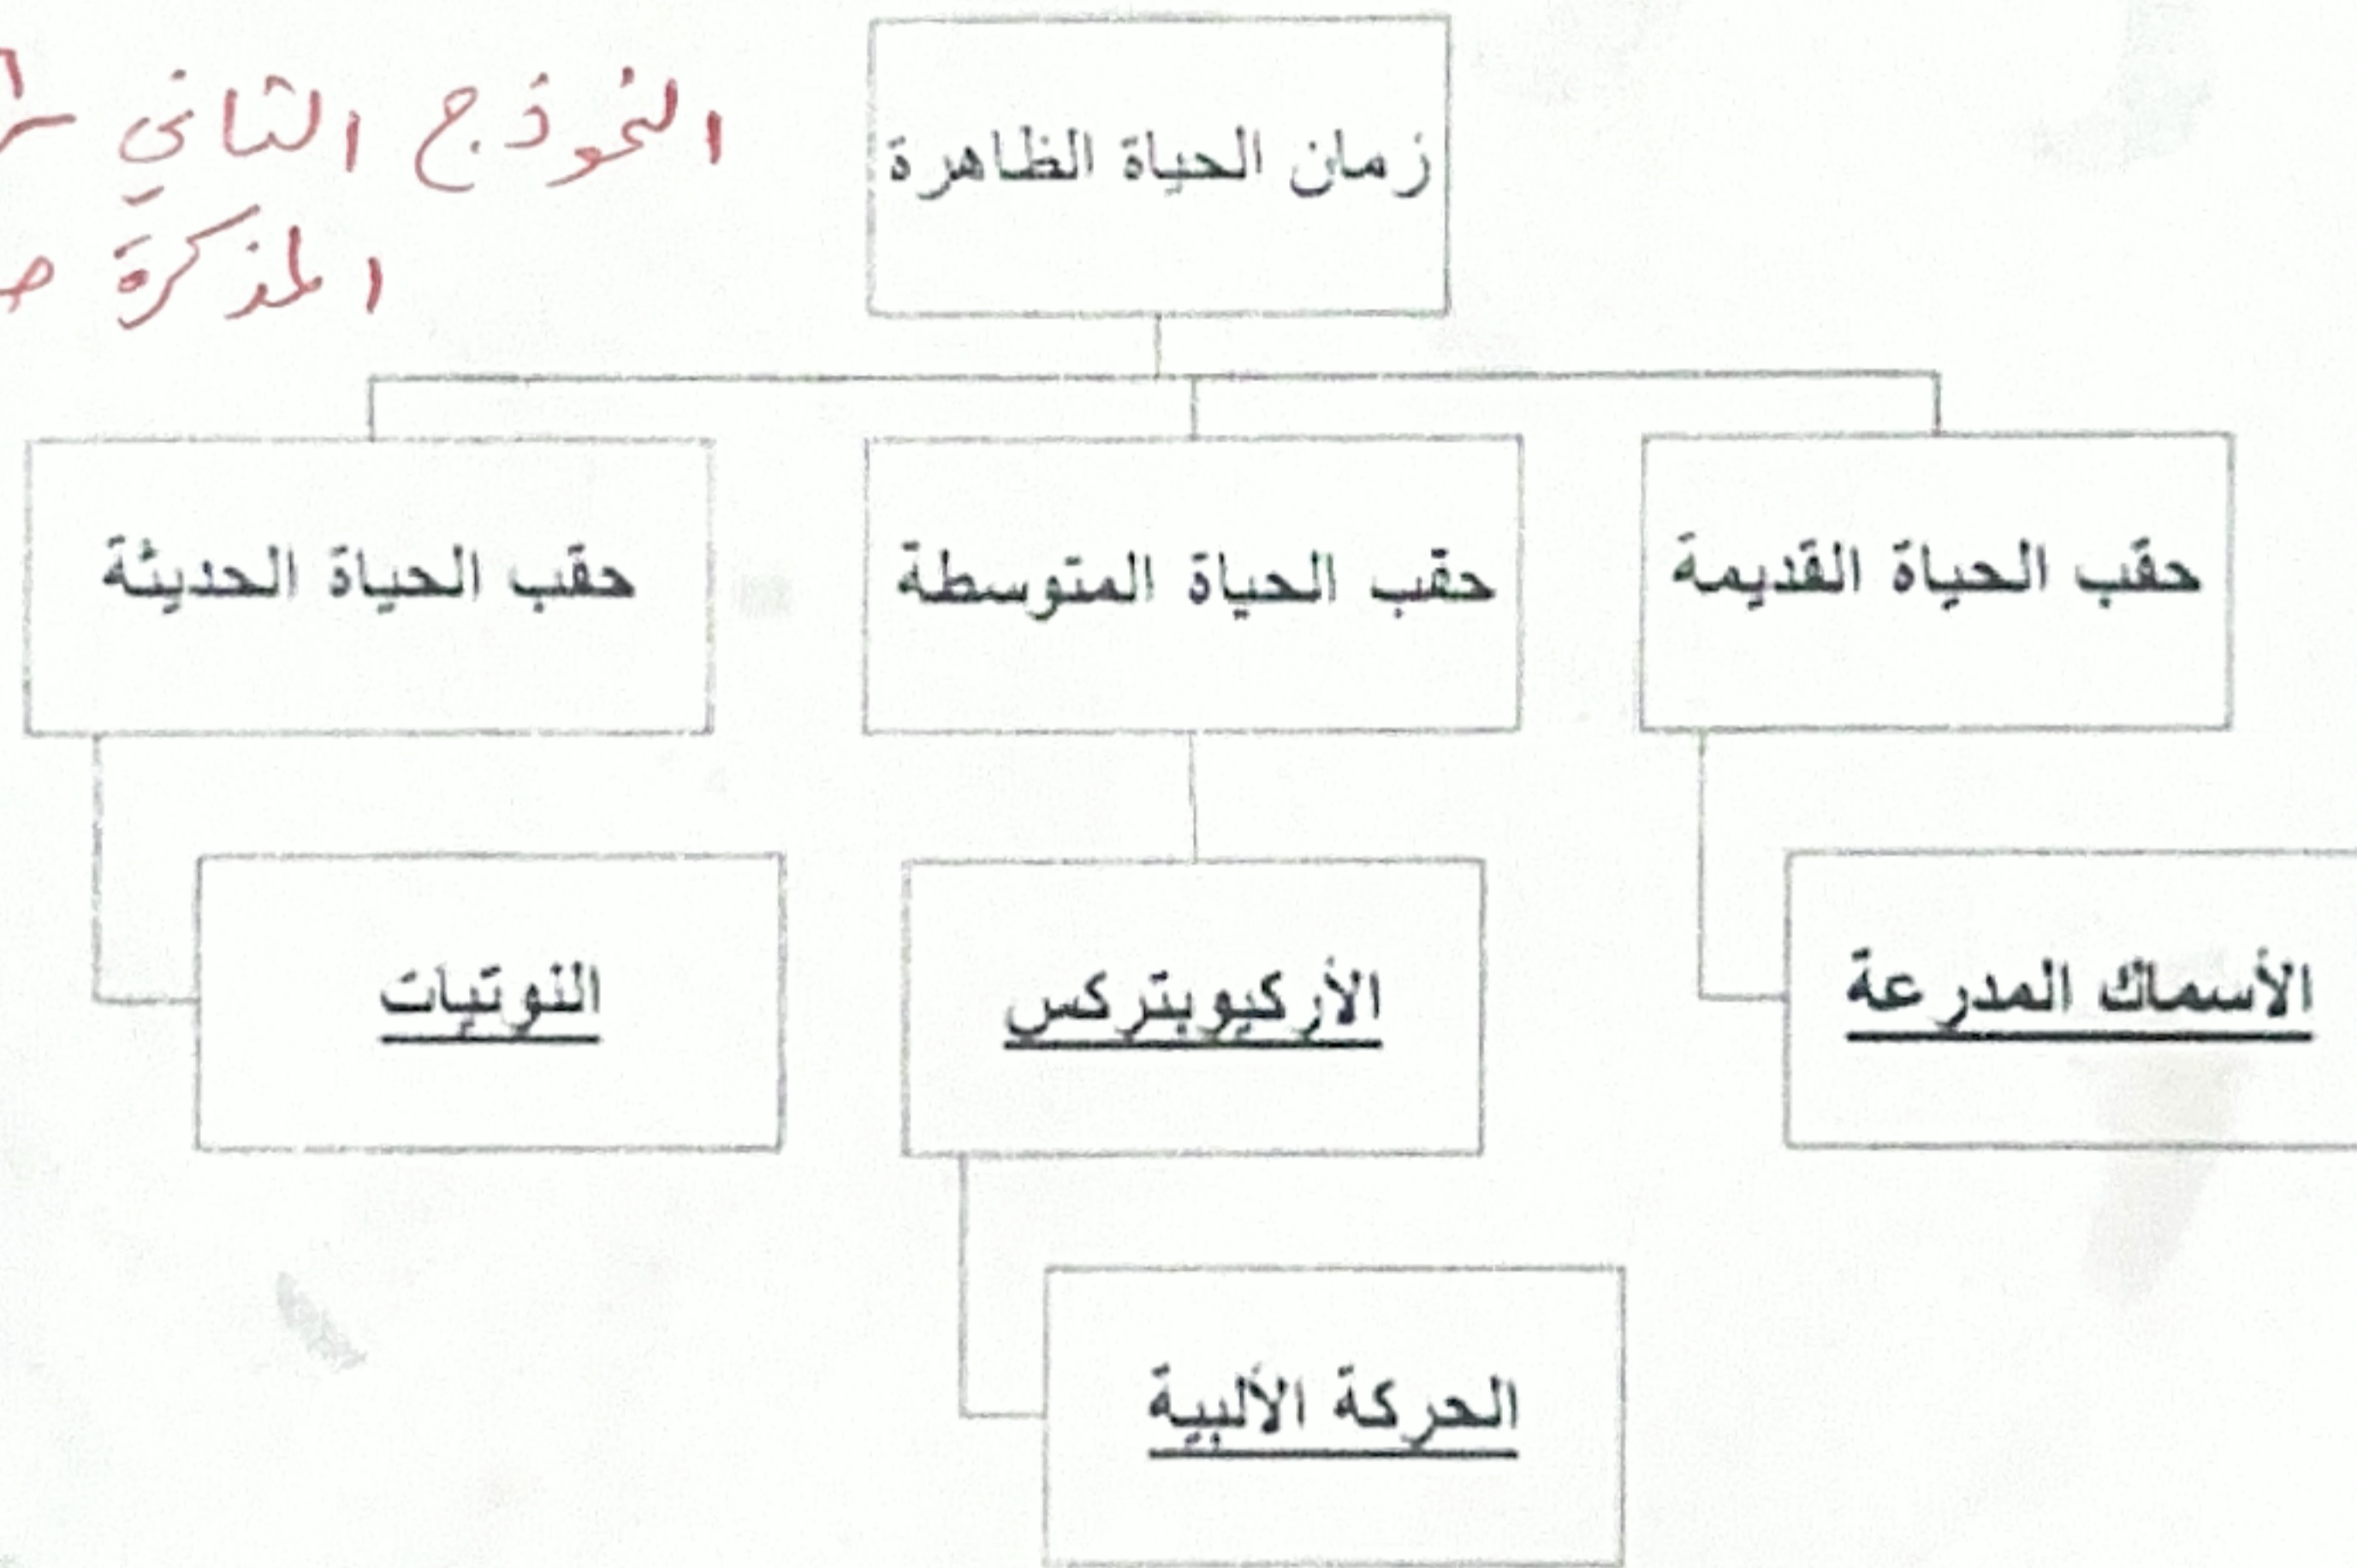 زمان الحياة الظاهرة
النموذج الثاني
المذكرة
حقب الحياة القديمة
حقب الحياة المتوسطة
حقب الحياة الحديثة
الأسماك المدرعة
الأركيوبتركس
النوتيات
الحركة الألبية